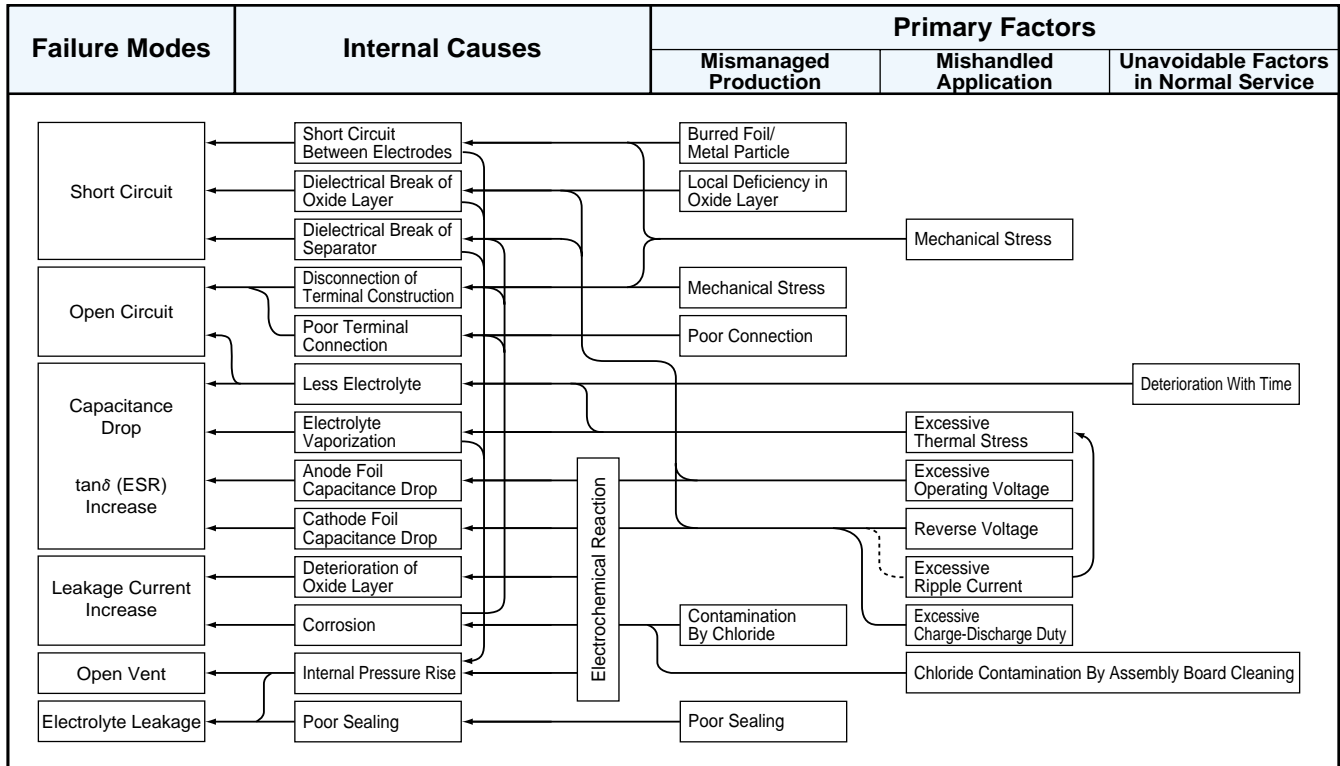 Failure Modes
Internal Causes
Primary Factors
Mismanaged
Production
Mishandled
Application
Unavoidable Factors
in Normal Service
Short Circuit
Open Circuit
Capacitance
Drop
tanδ (ESR)
Increase
Leakage Current
Increase
Open Vent
Electrolyte Leakage
Short Circuit
Between Electrodes
Dielectrical Break of
Oxide Layer
Dielectrical Break of
Separator
Disconnection of
Terminal Construction
Poor Terminal
Connection
Less Electrolyte
Electrolyte
Vaporization
Anode Foil
Capacitance Drop
Cathode Foil
Capacitance Drop
Deterioration of
Oxide Layer
Corrosion
Internal Pressure Rise
Poor Sealing
Electrochemical Reaction
Burred Foil/
Metal Particle
Local Deficiency in
Oxide Layer
Mechanical Stress
Poor Connection
Contamination
By Chloride
Poor Sealing
Mechanical Stress
Excessive
Thermal Stress
Excessive
Operating Voltage
Reverse Voltage
Excessive
Ripple Current
Excessive
Charge-Discharge Duty
Chloride Contamination By Assembly Board Cleaning
Deterioration With Time